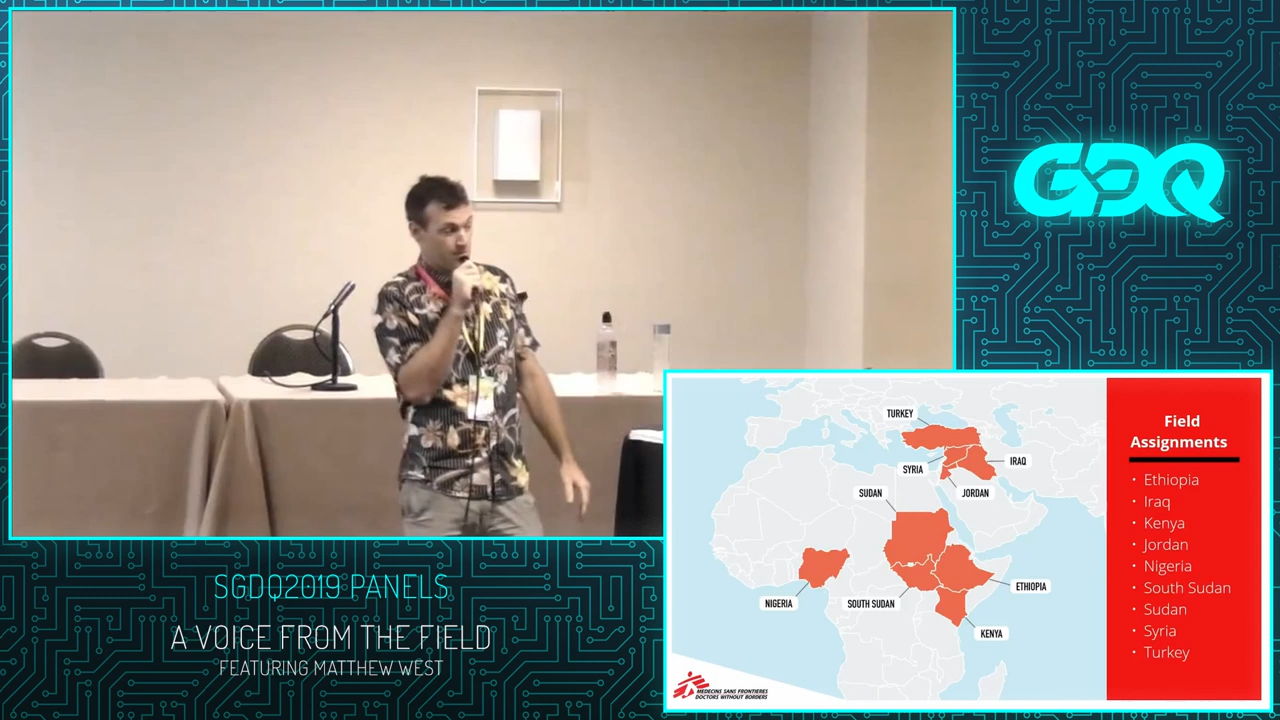 GDQ
SGDQ2019 PANELS
A VOICE FROM THE FIELD
FEATURING MATTHEW WEST
TURKEY
SYRIA
IRAQ
JORDAN
SUDAN
NIGERIA
SOUTH SUDAN
ETHIOPIA
KENYA
MEDECINS SANS FRONTIERES
DOCTORS WITHOUT BORDERS
Field
Assignments
• Ethiopia
• Iraq
• Kenya
• Jordan
• Nigeria
• South Sudan
• Sudan
• Syria
• Turkey